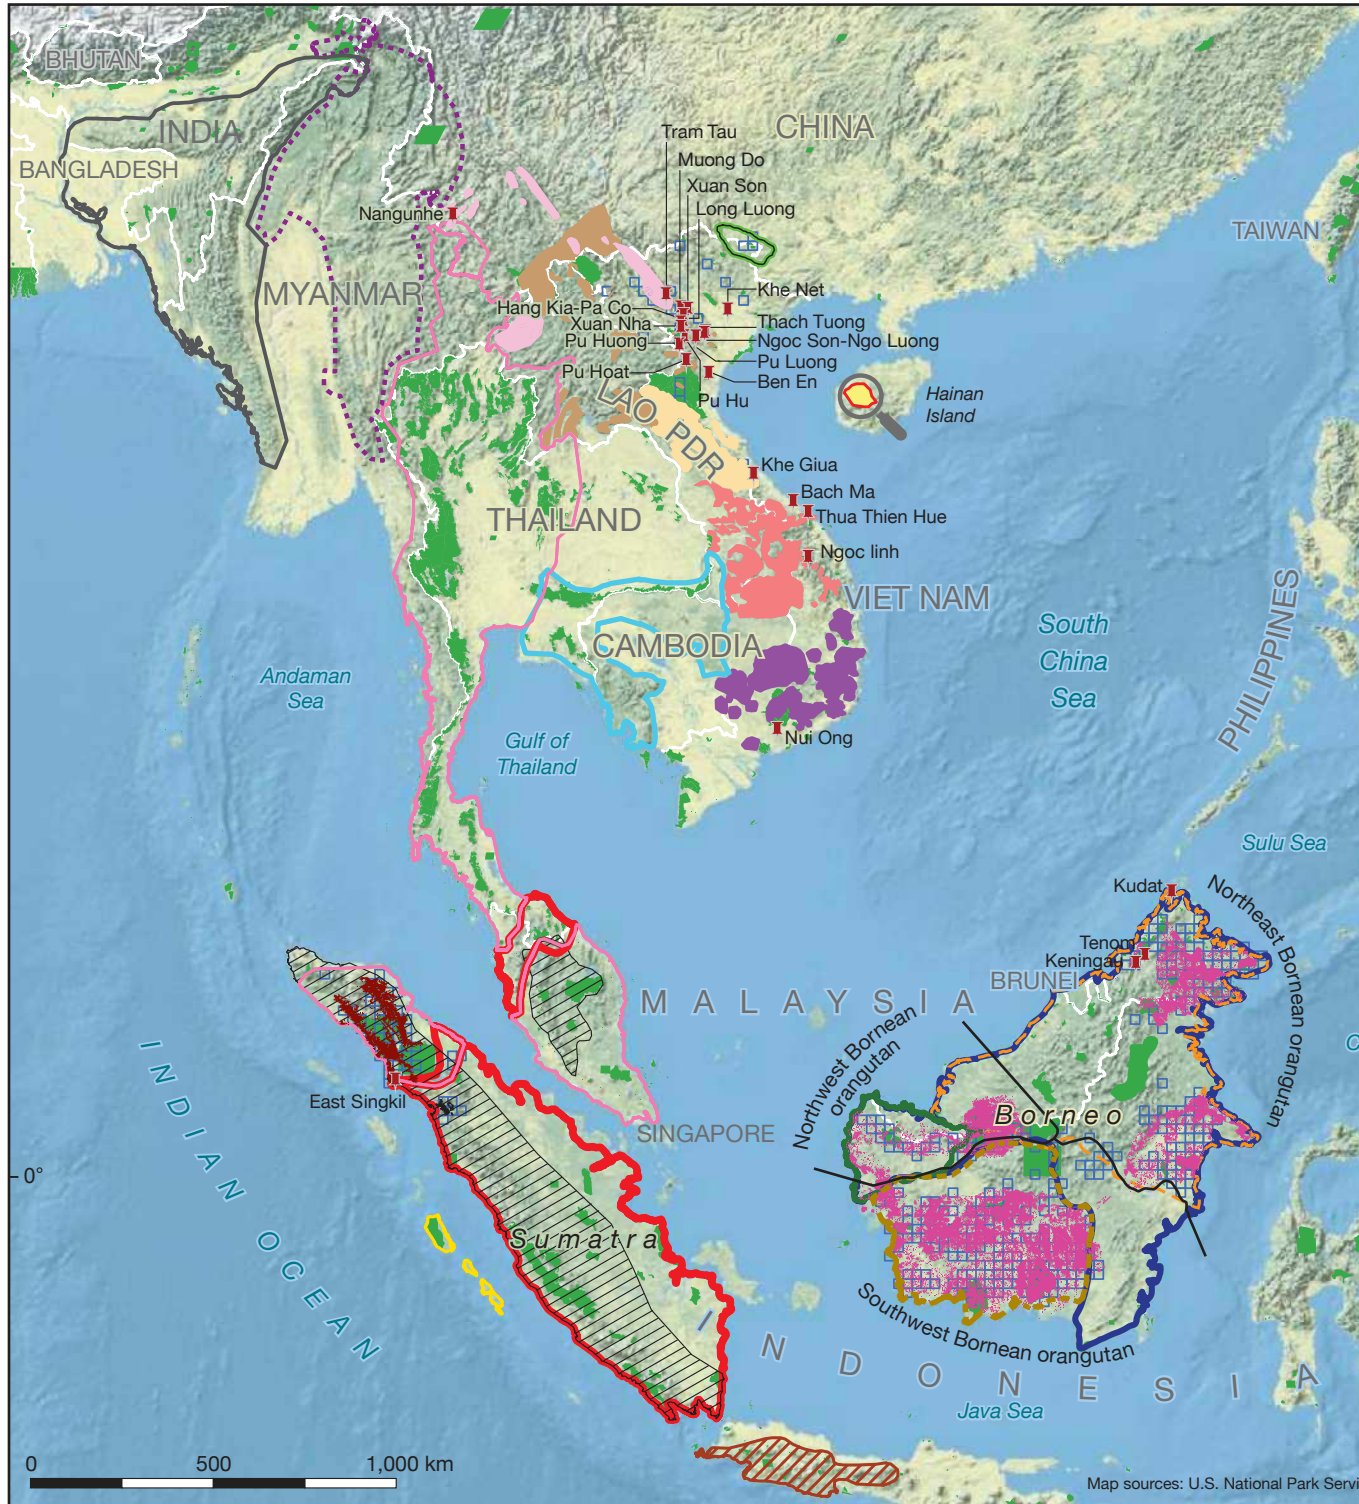 BHUTAN
INDIA
BANGLADESH
CHINA
Tram Tau
Muong Do
Xuan Son
Long Luong
Nangunhe
TAIWAN
MYANMAR
Khe Net
Hang Kia-Pa Co
Xuan Nha
Thach Tuong
Pu Huong
Ngoc Son-Ngo Luong
Pu Hoat
Pu Luong
Ben En
Pu Hu
Hainan
Island
LAO PDR
Khe Giua
Bach Ma
THAILAND
Thua Thien Hue
Ngoc linh
VIET NAM
CAMBODIA
South
China
Sea
PHILIPPINES
Andaman
Sea
Gulf of
Thailand
Nui Ong
Sulu Sea
Kudat
Northeast Bornean orangutan
Tenom
Keningau
BRUNEI
MALAYSIA
Northwest Bornean
orangutan
East Singkil
Borneo
SINGAPORE
INDIAN OCEAN
0°
Sumatra
Southwest Bornean orangutan
INDONESIA
Java Sea
0 500 1,000 km
Map sources: U.S. National Park Servi